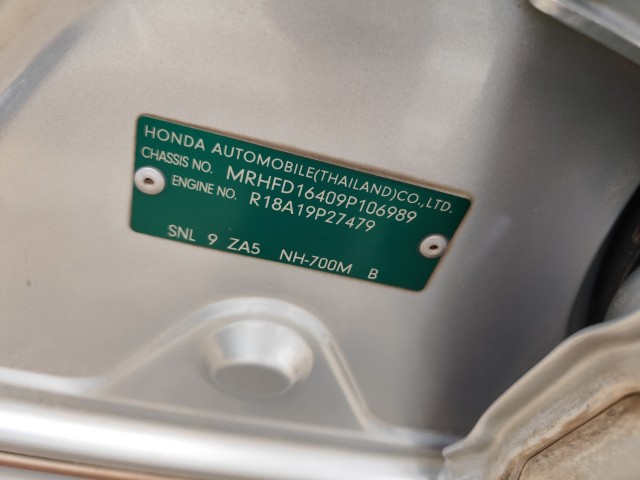 HONDA AUTOMOBILE(THAILAND)CO.,LTD.
CHASSIS NO. MRHFD16409P106989
ENGINE NO. R18A19P27479
SNL 9 ZA5 NH-700M B